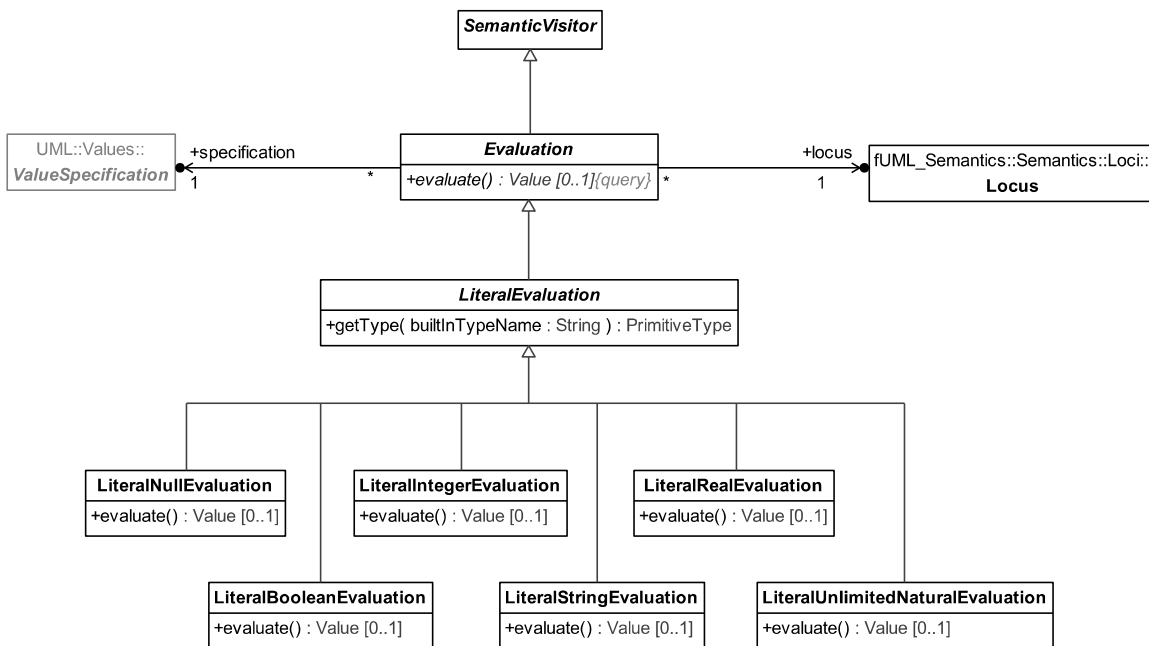 SemanticVisitor
UML::Values::
ValueSpecification
+specification
1
*
Evaluation
+evaluate() : Value [0..1]{query}
*
+locus
1
fUML_Semantics::Semantics::Loci::
Locus
LiteralEvaluation
+getType( builtInTypeName : String ) : PrimitiveType
LiteralNullEvaluation
+evaluate() : Value [0..1]
LiteralIntegerEvaluation
+evaluate() : Value [0..1]
LiteralRealEvaluation
+evaluate() : Value [0..1]
LiteralBooleanEvaluation
+evaluate() : Value [0..1]
LiteralStringEvaluation
+evaluate() : Value [0..1]
LiteralUnlimitedNaturalEvaluation
+evaluate() : Value [0..1]